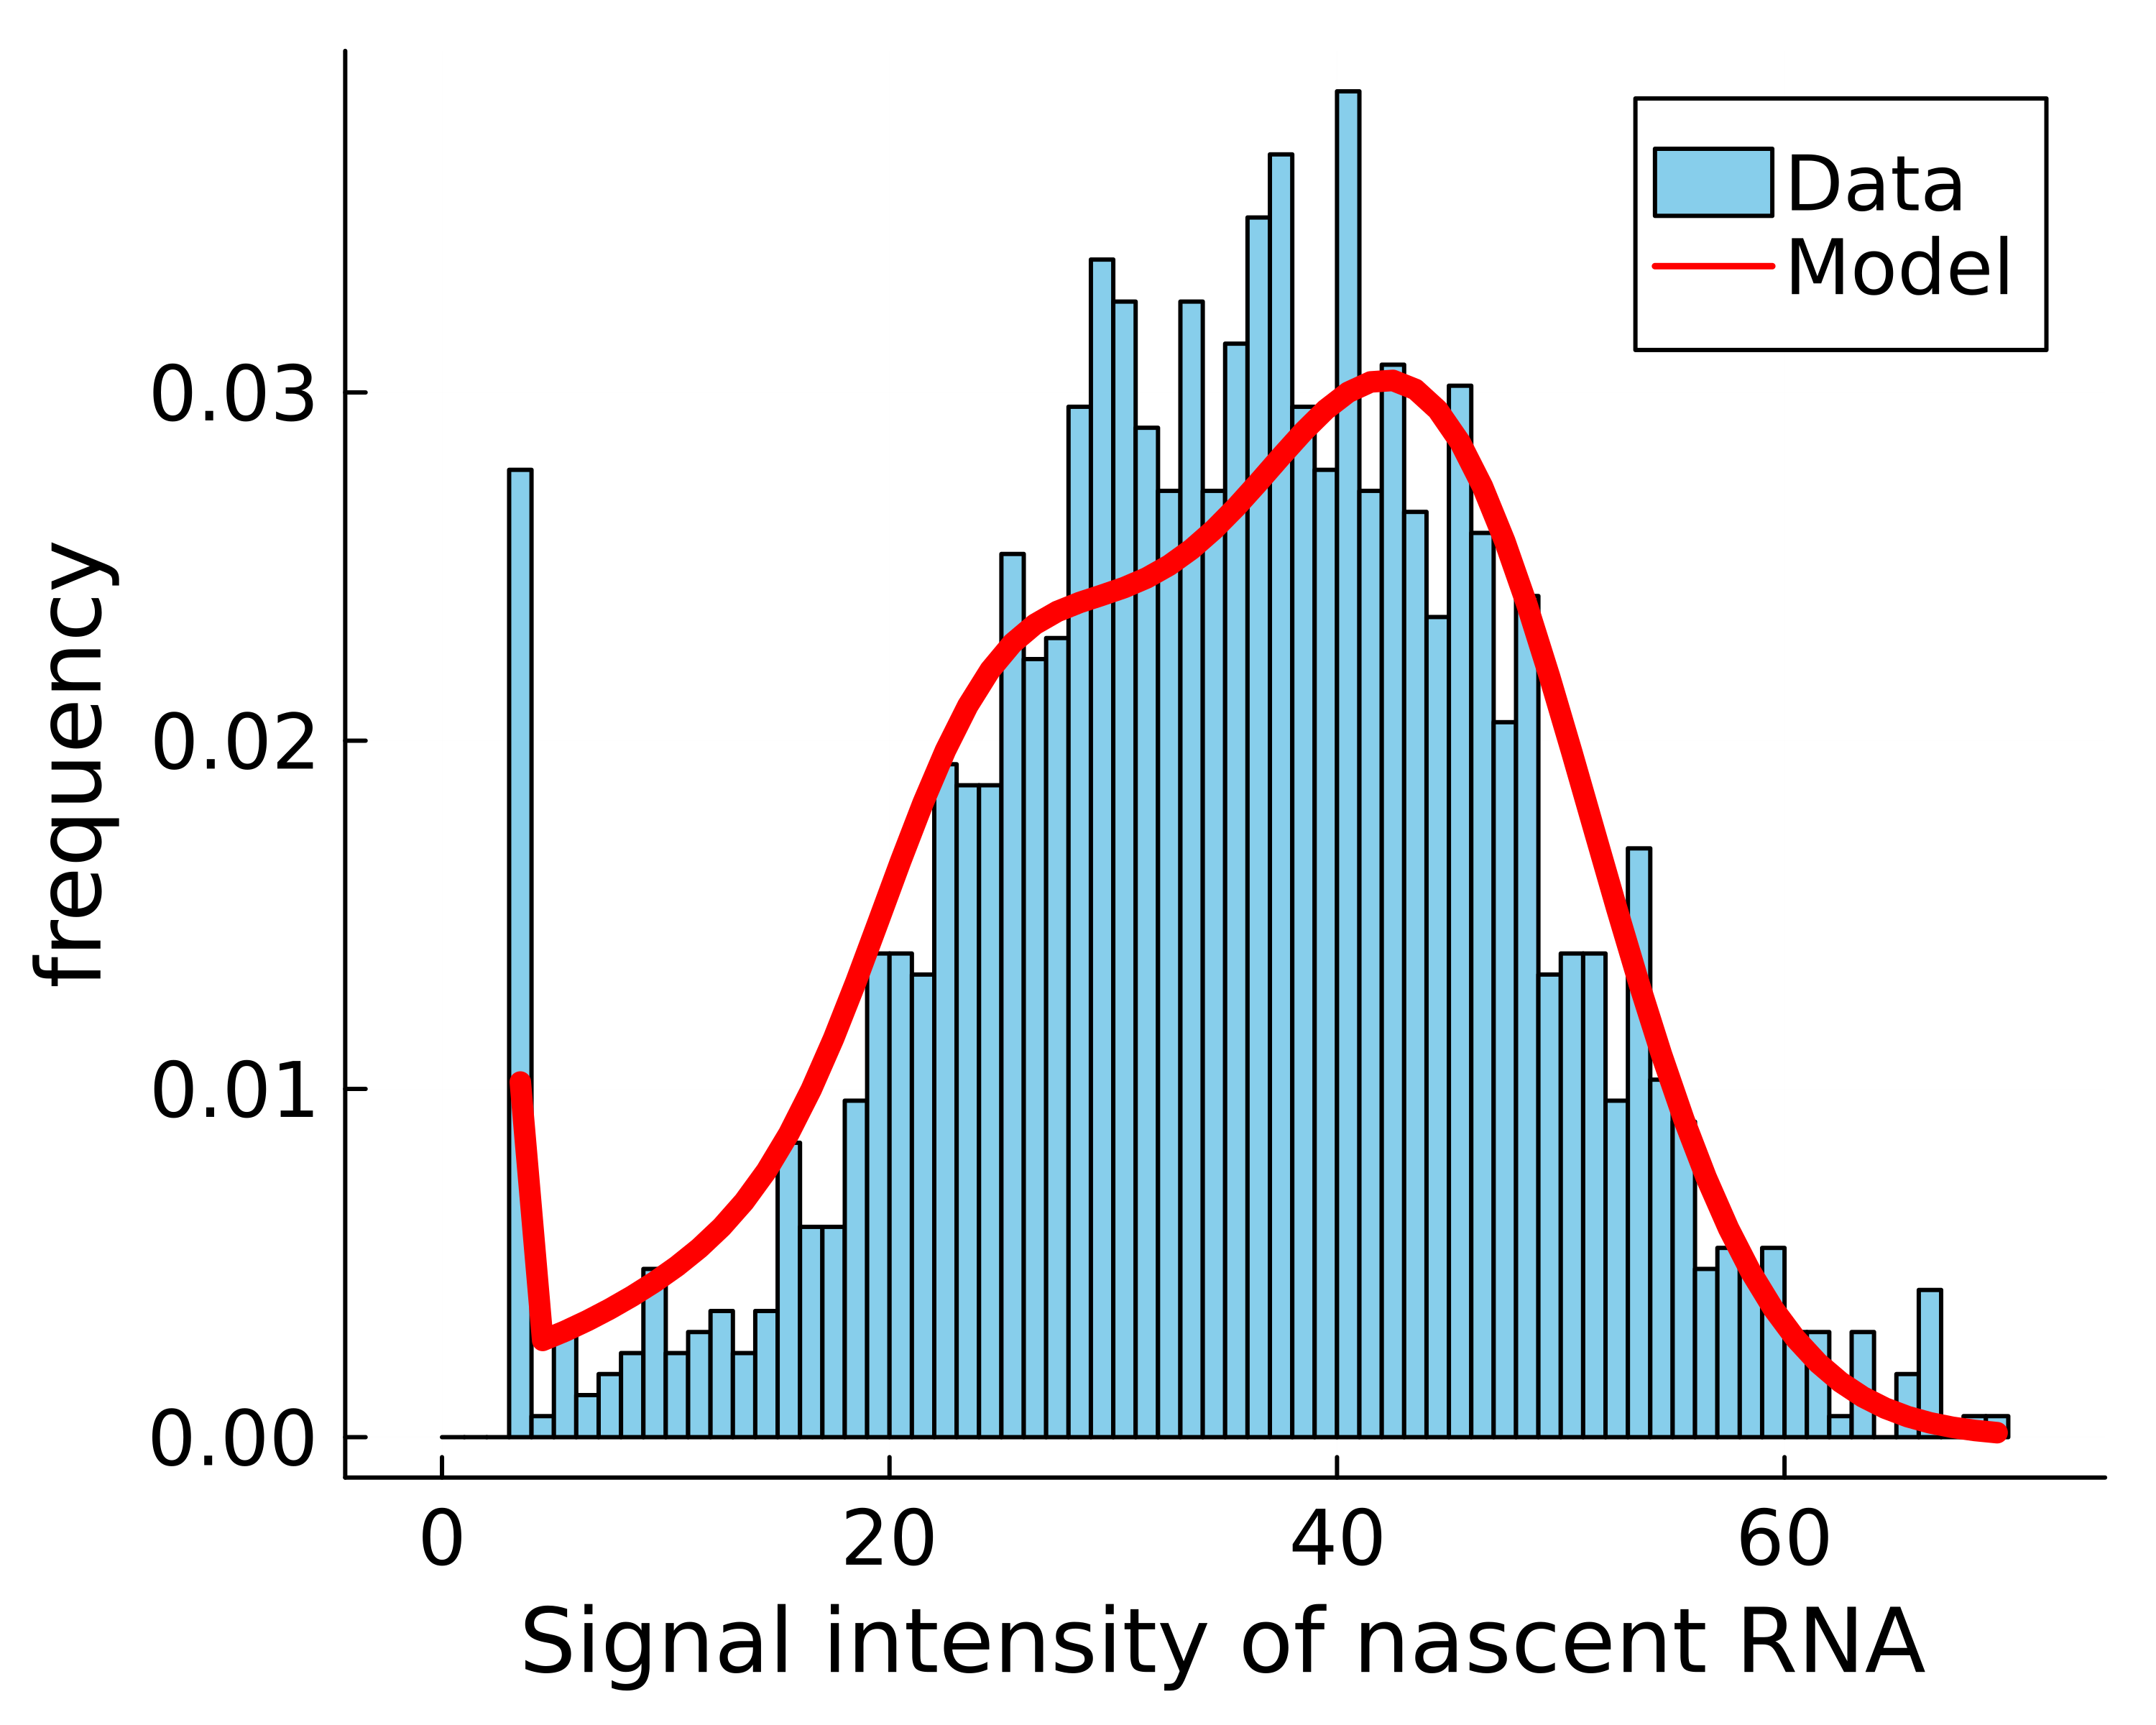 Data
Model
0.03
0.02
0.01
0.00
frequency
0 20 40 60
Signal intensity of nascent RNA